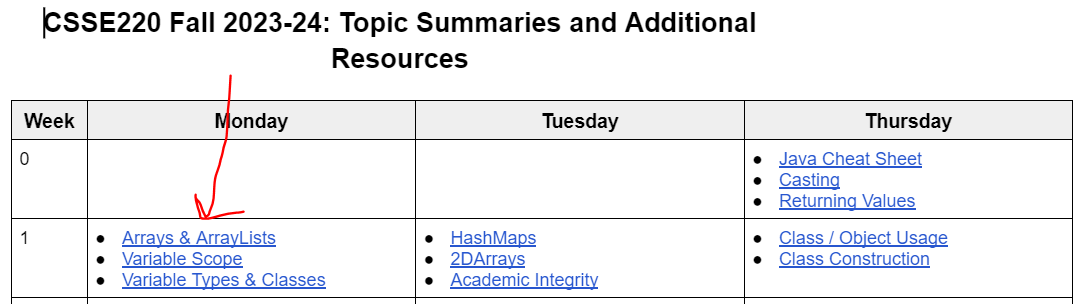 CSSE220 Fall 2023-24: Topic Summaries and Additional
Resources
Week Monday Tuesday Thursday
0
● Java Cheat Sheet
● Casting
● Returning Values
1
● Arrays & ArrayLists
● Variable Scope
● Variable Types & Classes
● HashMaps
● 2DArrays
● Academic Integrity
● Class / Object Usage
● Class Construction